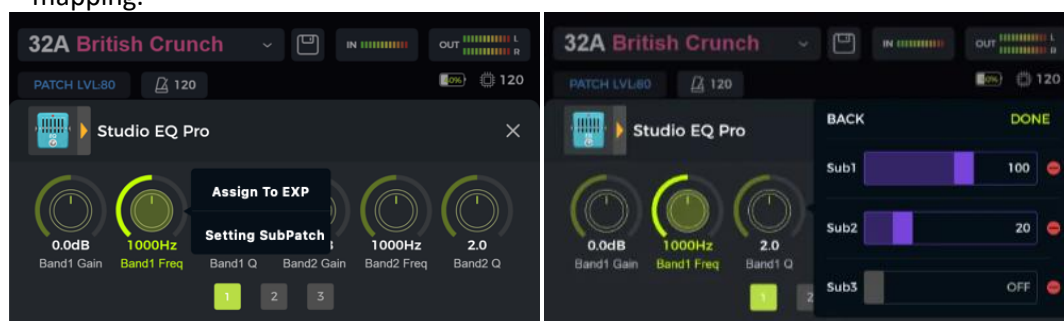 mapping.
32A British Crunch
IN
OUT
L
R
PATCH LVL:80
120
0%
120
Studio EQ Pro
Assign To EXP
Setting SubPatch
0.0dB
1000Hz
1000Hz
2.0
Band1 Gain
Band1 Freq
Band1 Q
Band2 Gain
Band2 Freq
Band2 Q
1
2
3
32A British Crunch
IN
OUT
L
R
PATCH LVL:80
120
0%
120
Studio EQ Pro
BACK
DONE
Sub1
100
Sub2
20
Sub3
OFF
0.0dB
1000Hz
2.0
Band1 Gain
Band1 Freq
Band1 Q
1
2